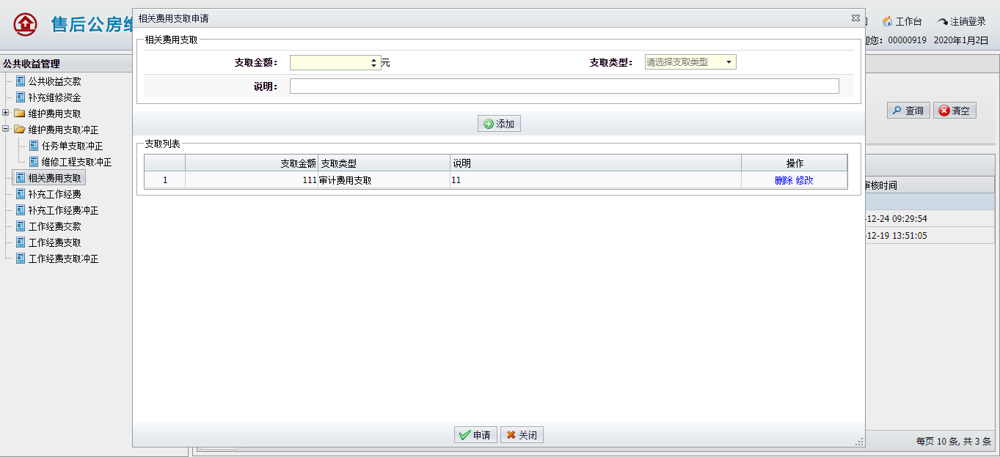 售后公房维
工作台 注销登录
您: 00000919 2020年1月2日
公共收益管理
公共收益交款
补充维修资金
维护费用支取
维护费用支取冲正
任务单支取冲正
维修工程支取冲正
相关费用支取
补充工作经费
补充工作经费冲正
工作经费交款
工作经费支取
工作经费支取冲正
相关费用支取申请
相关费用支取
支取金额: 元 支取类型: 请选择支取类型
说明:
添加
支取列表
支取金额 支取类型 说明 操作
1 111 审计费用支取 11 删除 修改
申请 关闭
查询 清空
审核时间
-12-24 09:29:54
-12-19 13:51:05
每页 10 条, 共 3 条